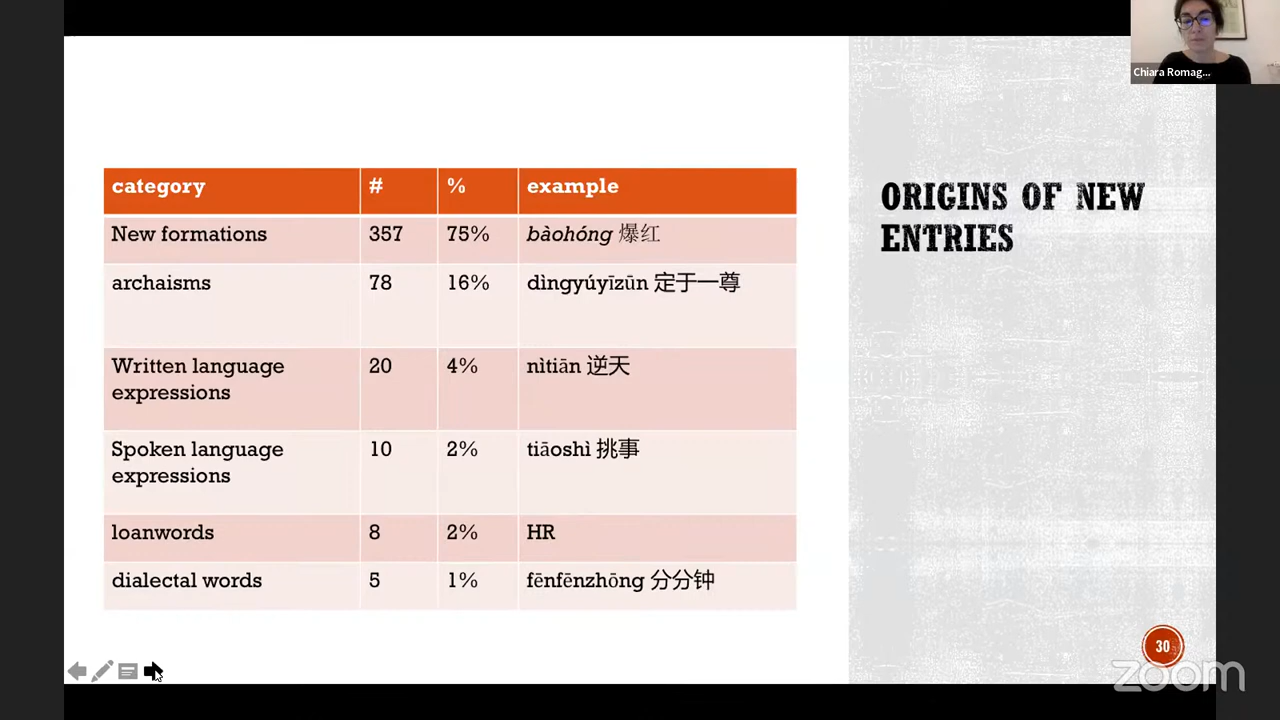 Chiara Romag...
ORIGINS OF NEW
ENTRIES
category # % example
New formations 357 75% bàohóng 爆红
archaisms 78 16% dìngyúyīzūn 定于一尊
Written language
expressions 20 4% nìtiān 逆天
Spoken language
expressions 10 2% tiāoshì 挑事
loanwords 8 2% HR
dialectal words 5 1% fēnfēnzhōng 分分钟
30
zoom